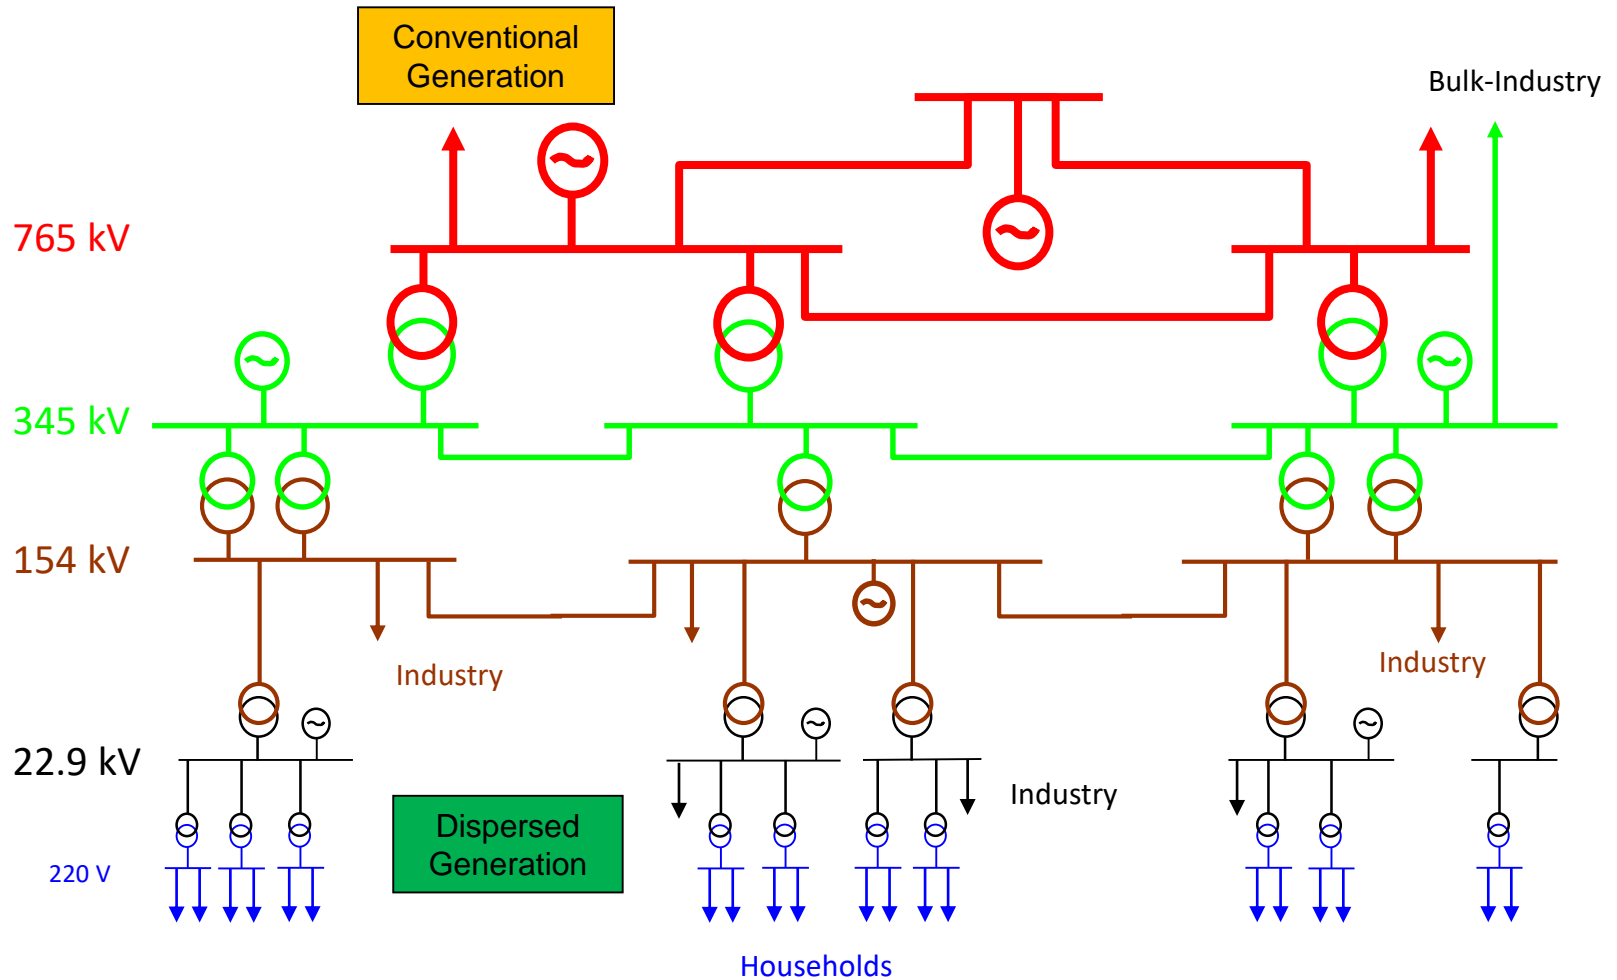 Conventional
Generation
Bulk-Industry
765 kV
345 kV
154 kV
Industry
Industry
22.9 kV
Industry
Dispersed
Generation
220 V
Households